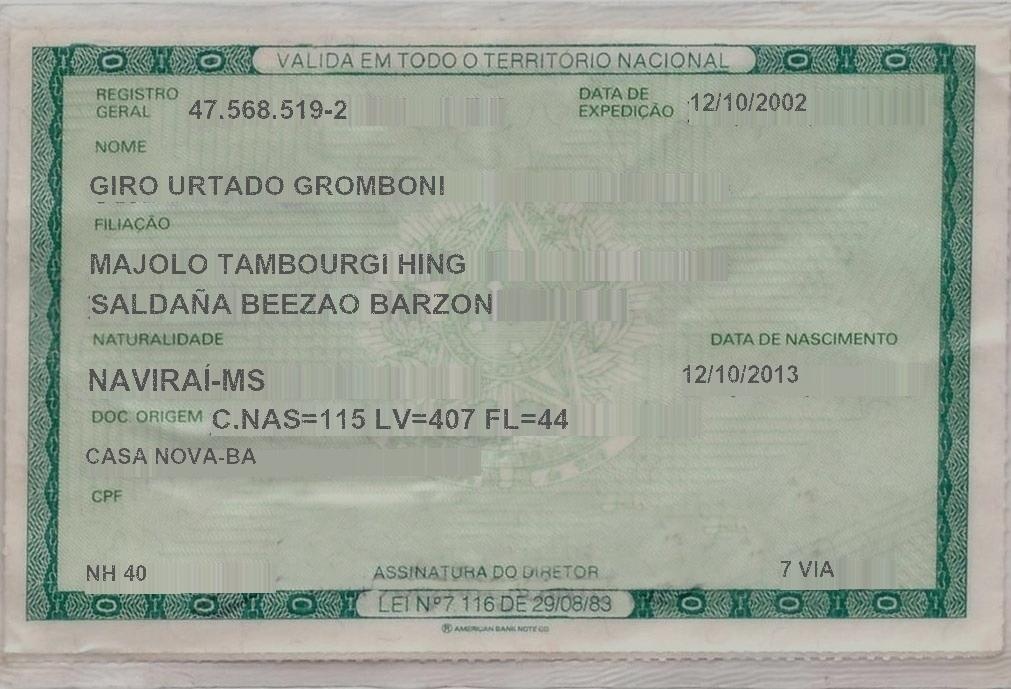 VALIDA EM TODO O TERRITÓRIO NACIONAL
REGISTRO GERAL 47.568.519-2 DATA DE EXPEDIÇÃO 12/10/2002
NOME
GIRO URTADO GROMBONI
FILIAÇÃO
MAJOLO TAMBOURGI HING
SALDAÑA BEEZAO BARZON
NATURALIDADE DATA DE NASCIMENTO
NAVIRAÍ-MS 12/10/2013
DOC ORIGEM C.NAS=115 LV=407 FL=44
CASA NOVA-BA
CPF
NH 40 ASSINATURA DO DIRETOR 7 VIA
LEI Nº 7.116 DE 29/08/83
AMERICAN BANK NOTE CO